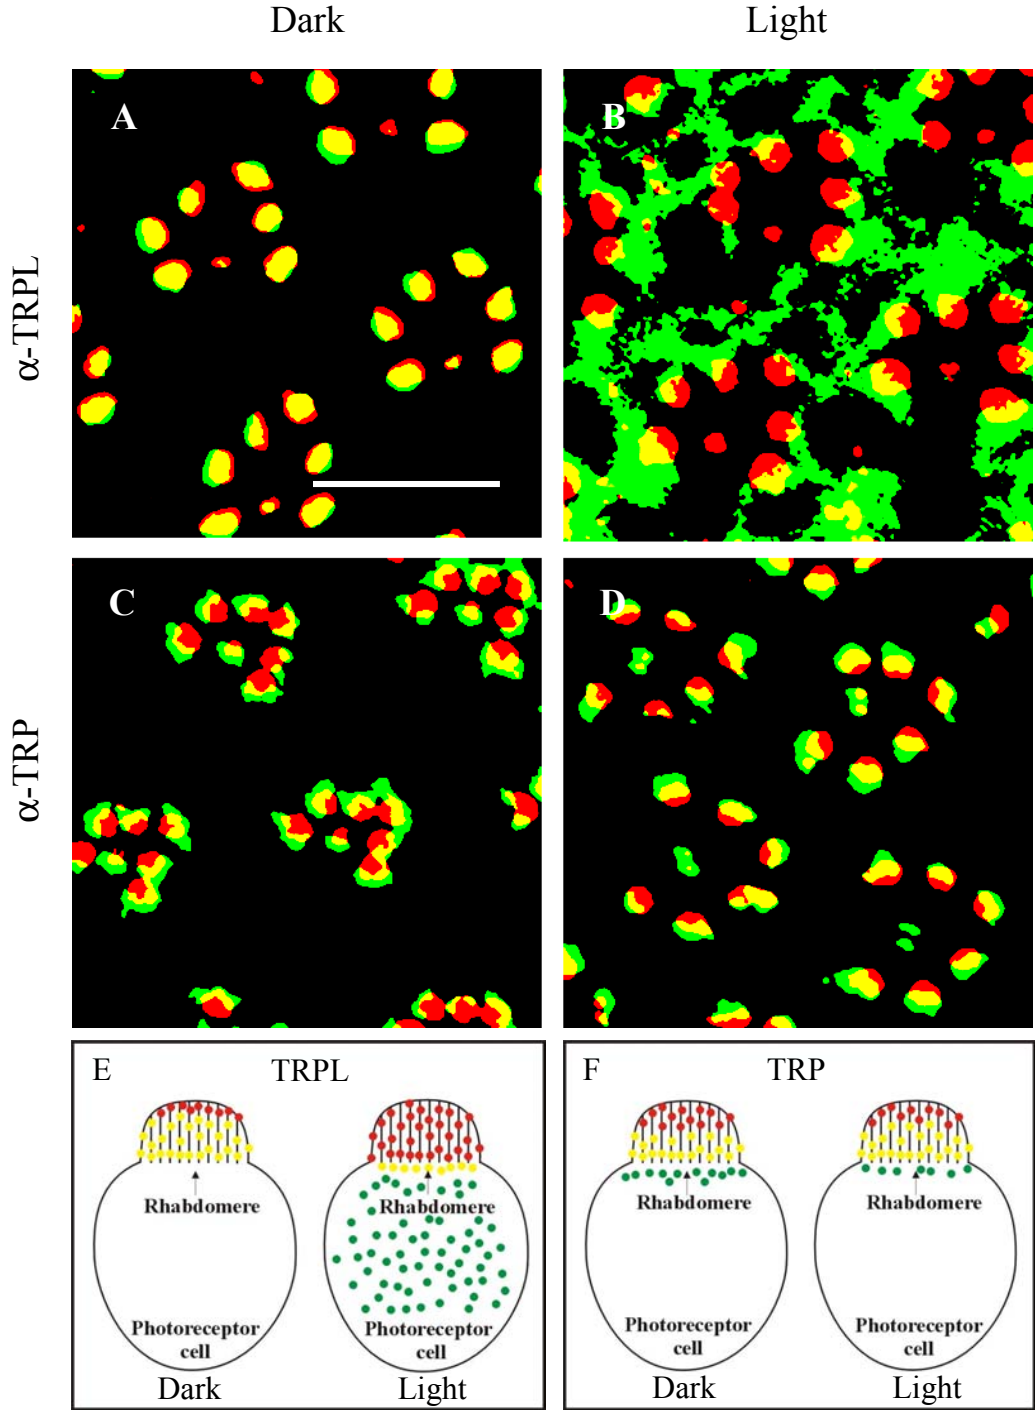 Dark Light
α-TRPL
A B
α-TRP
C D
E TRPL
Rhabdomere Rhabdomere
Photoreceptor cell Photoreceptor cell
Dark Light
F TRP
Rhabdomere Rhabdomere
Photoreceptor cell Photoreceptor cell
Dark Light